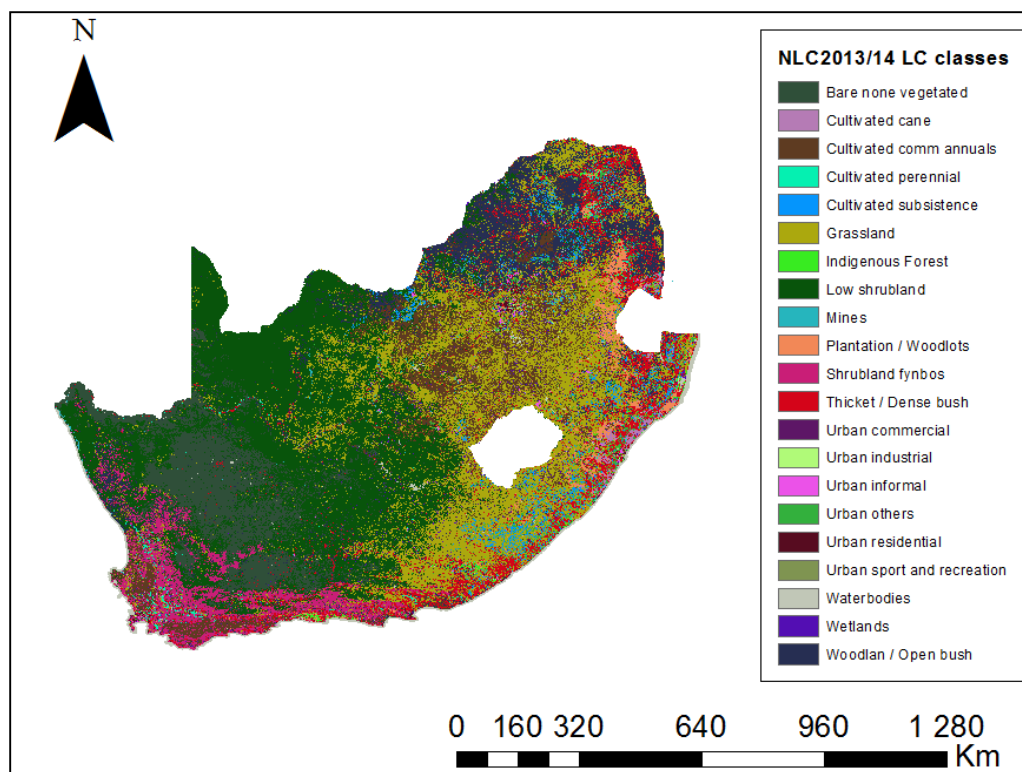 N
NLC2013/14 LC classes
Bare none vegetated
Cultivated cane
Cultivated comm annuals
Cultivated perennial
Cultivated subsistence
Grassland
Indigenous Forest
Low shrubland
Mines
Plantation / Woodlots
Shrubland fynbos
Thicket / Dense bush
Urban commercial
Urban industrial
Urban informal
Urban others
Urban residential
Urban sport and recreation
Waterbodies
Wetlands
Woodlan / Open bush
0 160 320 640 960 1 280
Km